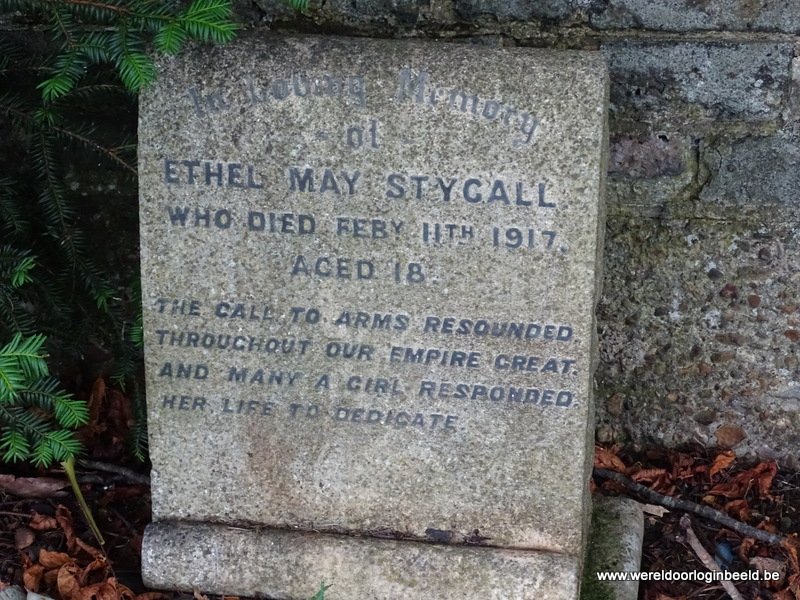 In Loving Memory
- of -
ETHEL MAY STYGALL.
WHO DIED FEBY 11TH 1917.
AGED 18.
THE CALL TO ARMS RESOUNDED
THROUGHOUT OUR EMPIRE GREAT.
AND MANY A GIRL RESPONDED
HER LIFE TO DEDICATE.
www.wereldoorloginbeeld.be